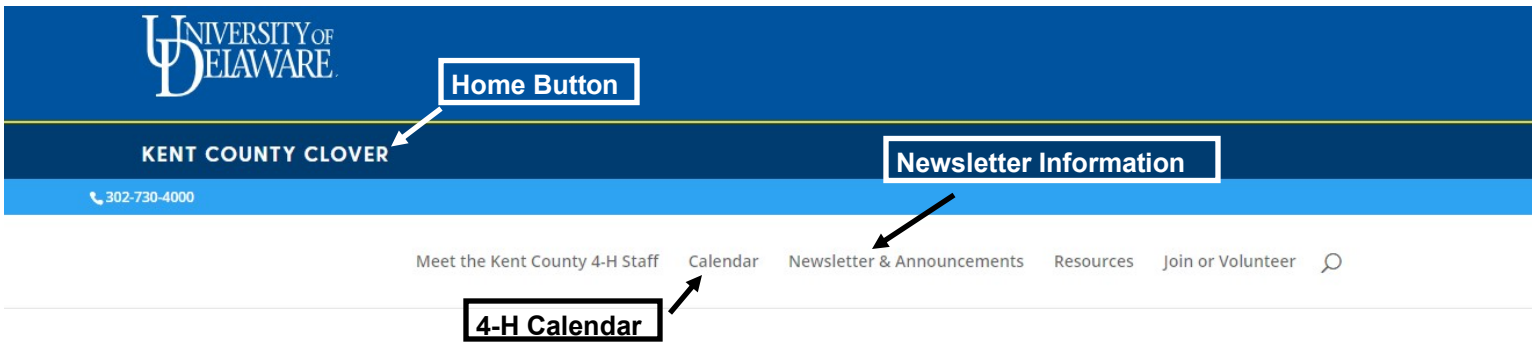 UNIVERSITY OF
DELAWARE.
Home Button
KENT COUNTY CLOVER
Newsletter Information
302-730-4000
Meet the Kent County 4-H Staff Calendar Newsletter & Announcements Resources Join or Volunteer
4-H Calendar